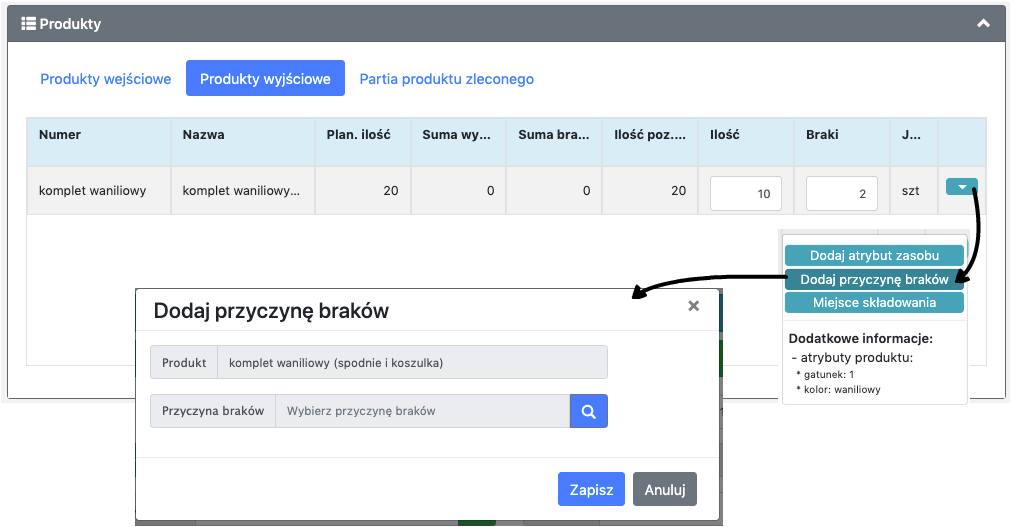 Produkty
Produkty wejściowe Produkty wyjściowe Partia produktu zleconego
Numer Nazwa Plan. ilość Suma wy... Suma bra... Ilość poz.... Ilość Braki J...
komplet waniliowy komplet waniliowy... 20 0 0 20 10 2 szt
Dodaj atrybut zasobu
Dodaj przyczynę braków
Miejsce składowania
Dodatkowe informacje:
- atrybuty produktu:
* gatunek: 1
* kolor: waniliowy
Dodaj przyczynę braków ×
Produkt komplet waniliowy (spodnie i koszulka)
Przyczyna braków Wybierz przyczynę braków
Zapisz Anuluj